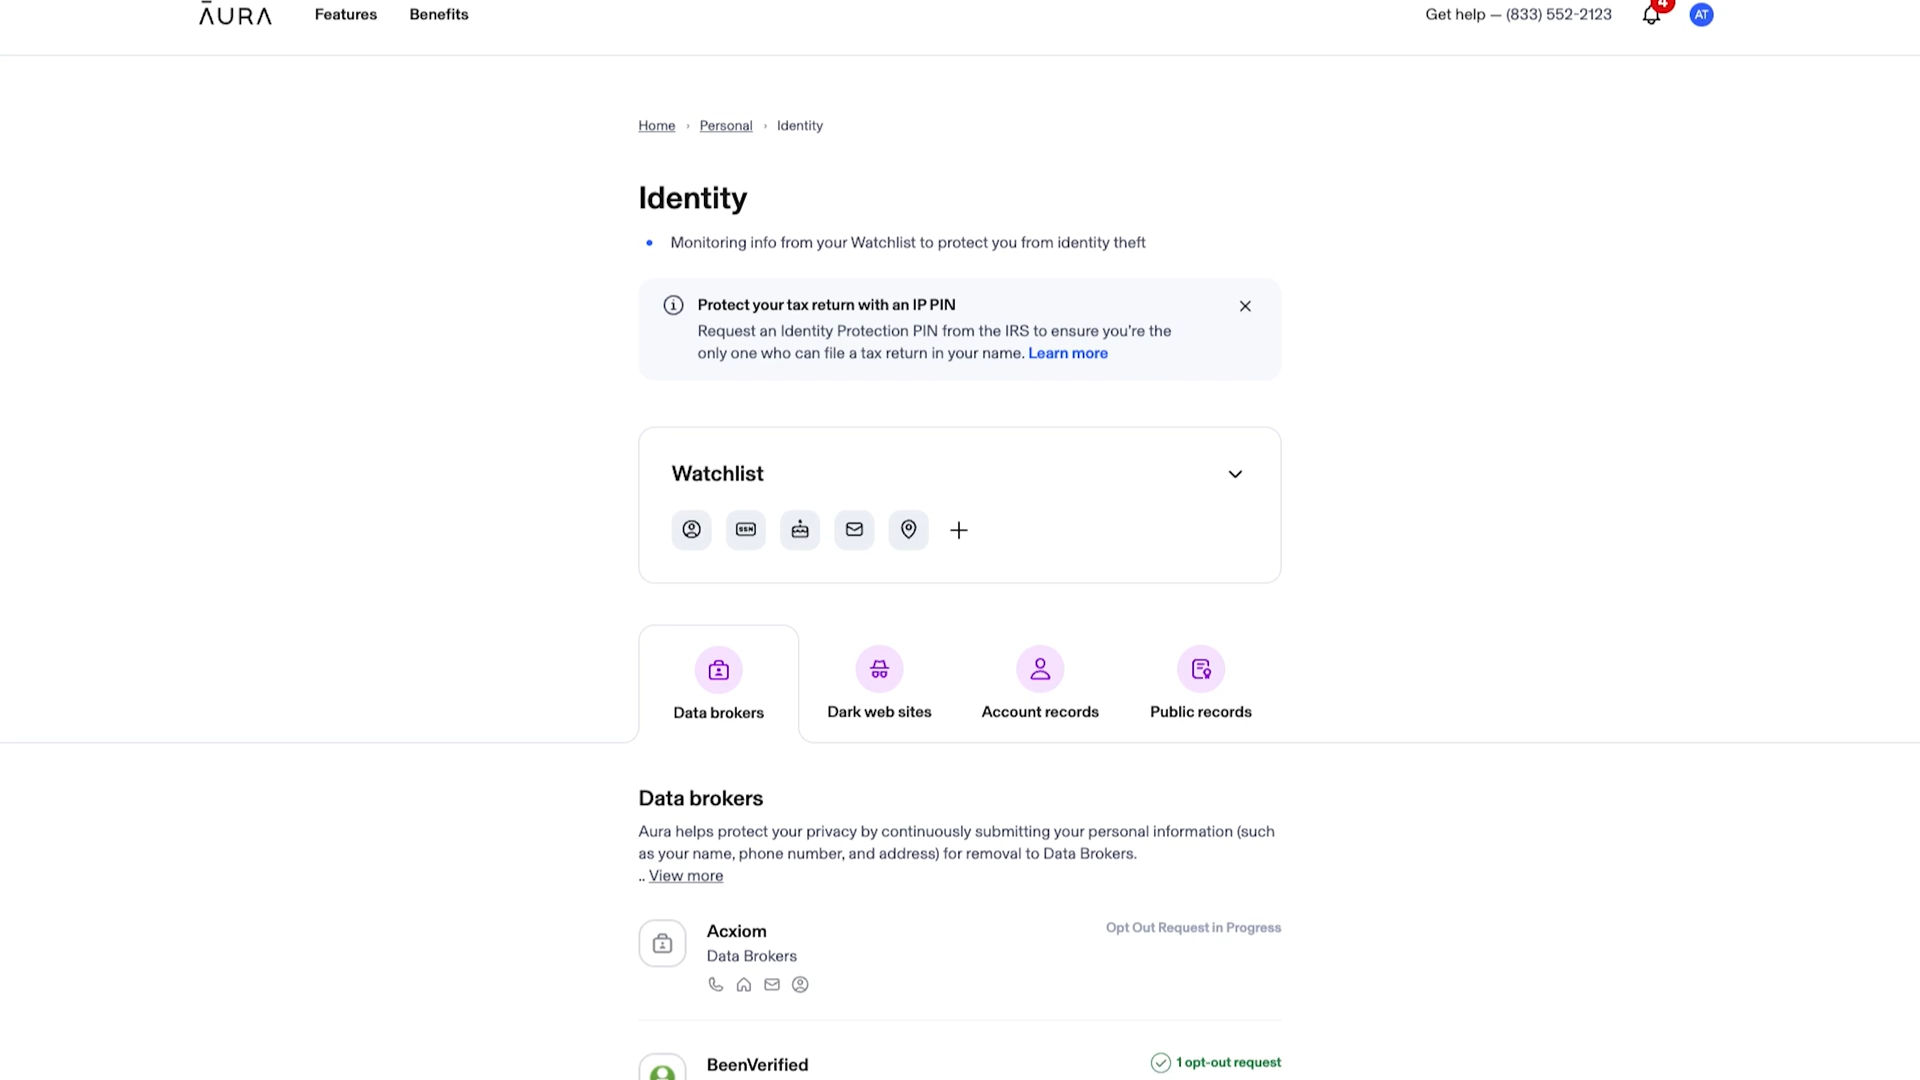 AURA
Features
Benefits
Get help — (833) 552-2123
4
AT
Home › Personal › Identity
Identity
• Monitoring info from your Watchlist to protect you from identity theft
Protect your tax return with an IP PIN
Request an Identity Protection PIN from the IRS to ensure you're the
only one who can file a tax return in your name. Learn more
Watchlist
SSN
Data brokers
Dark web sites
Account records
Public records
Data brokers
Aura helps protect your privacy by continuously submitting your personal information (such
as your name, phone number, and address) for removal to Data Brokers.
.. View more
Acxiom
Opt Out Request in Progress
Data Brokers
BeenVerified
1 opt-out request